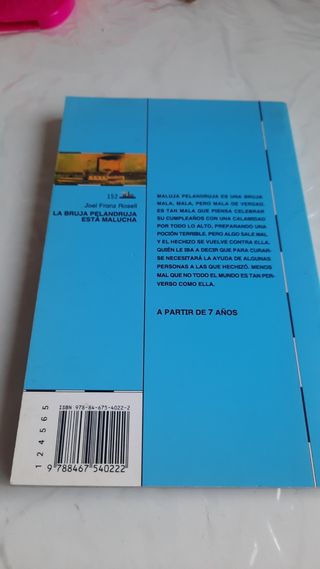 152
Joel Franz Rosell
LA BRUJA PELANDRUJA
ESTÁ MALUCHA
MALUJA PELANDRUJA ES UNA BRUJA
MALA, MALA, PERO MALA DE VERDAD.
ES TAN MALA QUE PIENSA CELEBRAR
SU CUMPLEAÑOS CON UNA CALAMIDAD
POR TODO LO ALTO, PREPARANDO UNA
POCIÓN TERRIBLE. PERO ALGO SALE MAL
Y EL HECHIZO SE VUELVE CONTRA ELLA.
QUIÉN LE IBA A DECIR QUE PARA CURAR-
SE NECESITARÁ LA AYUDA DE ALGUNAS
PERSONAS A LAS QUE HECHIZÓ. MENOS
MAL QUE NO TODO EL MUNDO ES TAN PER-
VERSO COMO ELLA.
A PARTIR DE 7 AÑOS
ISBN 978-84-675-4022-2
9 788467 540222
124565